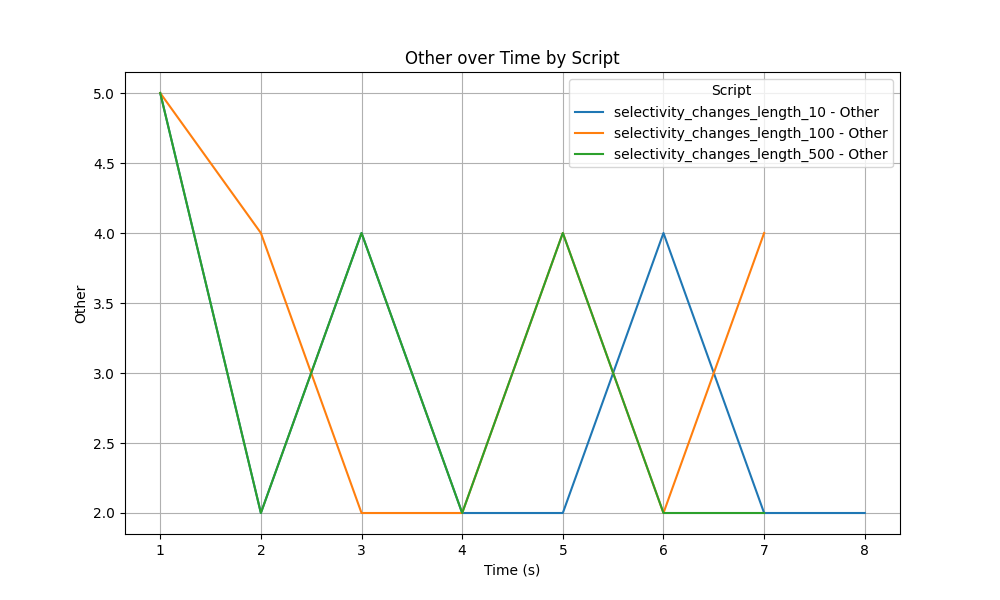 Other over Time by Script
Script
selectivity_changes_length_10 - Other
selectivity_changes_length_100 - Other
selectivity_changes_length_500 - Other
5.0
4.5
4.0
3.5
3.0
2.5
2.0
Other
1 2 3 4 5 6 7 8
Time (s)